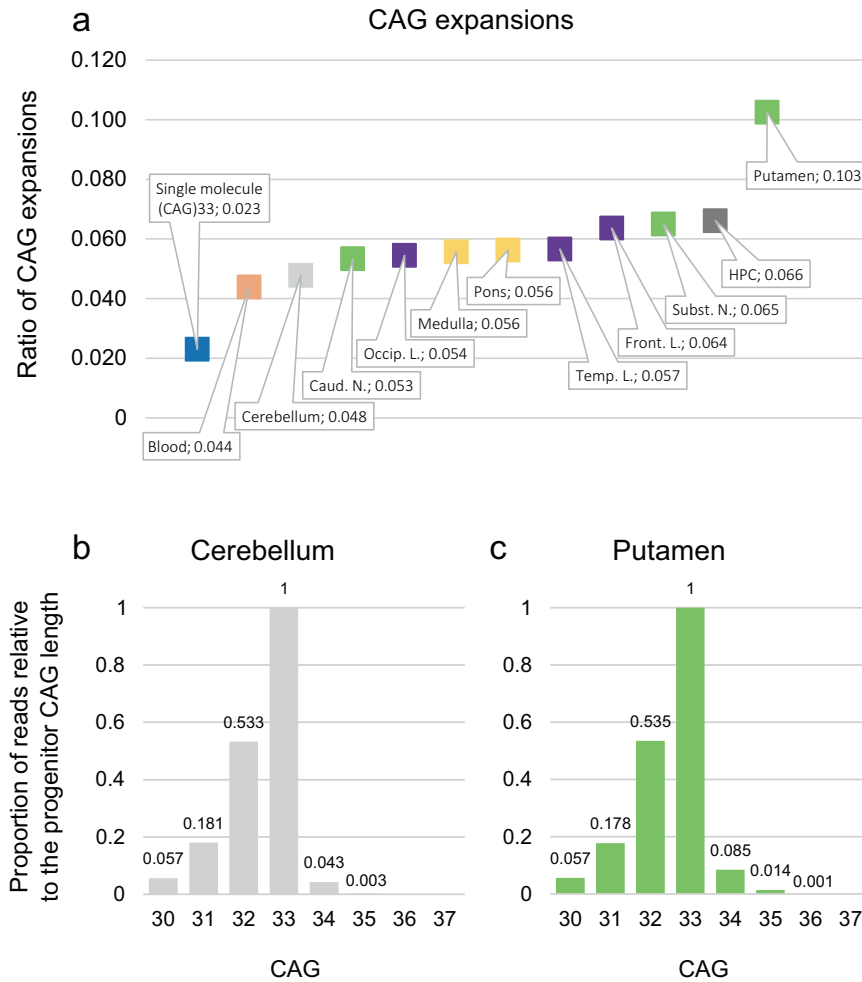 a
CAG expansions
Ratio of CAG expansions
0.120
0.100
0.080
0.060
0.040
0.020
0
Single molecule
(CAG)33; 0.023
Blood; 0.044
Cerebellum; 0.048
Caud. N.; 0.053
Occip. L.; 0.054
Medulla; 0.056
Pons; 0.056
Temp. L.; 0.057
Front. L.; 0.064
Subst. N.; 0.065
HPC; 0.066
Putamen; 0.103
b
Cerebellum
Proportion of reads relative
to the progenitor CAG length
1
0.8
0.6
0.4
0.2
0
0.057
0.181
0.533
1
0.043
0.003
30 31 32 33 34 35 36 37
CAG
c
Putamen
1
0.8
0.6
0.4
0.2
0
0.057
0.178
0.535
1
0.085
0.014
0.001
30 31 32 33 34 35 36 37
CAG